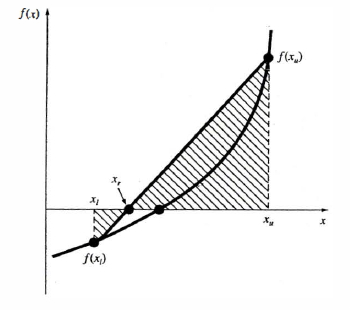 f(x)
f(x_u)
x_r
x_l
x_u
x
f(x_l)